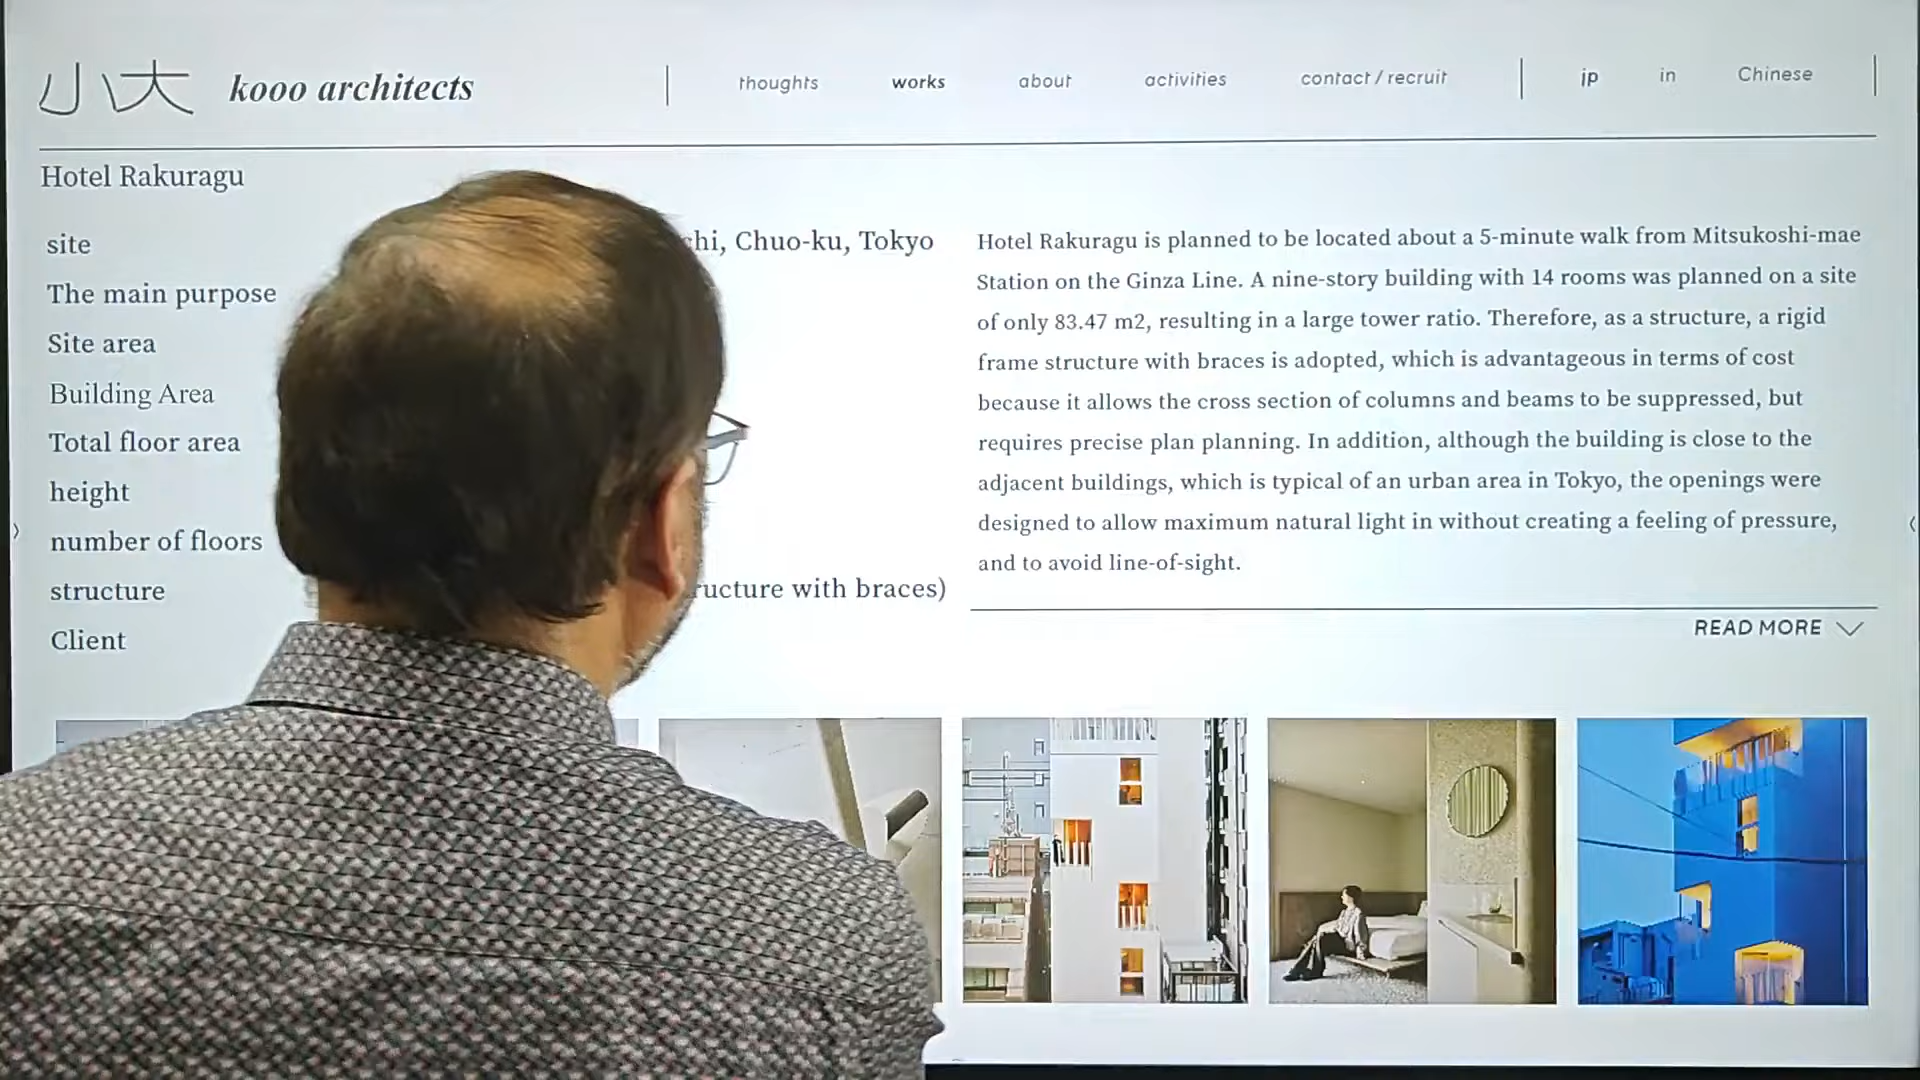 小大 kooo architects
thoughts works about activities contact / recruit jp in Chinese
Hotel Rakuragu
site
The main purpose
Site area
Building Area
Total floor area
height
number of floors
structure
Client
Chuo-ku, Tokyo
with braces)
Hotel Rakuragu is planned to be located about a 5-minute walk from Mitsukoshi-mae
Station on the Ginza Line. A nine-story building with 14 rooms was planned on a site
of only 83.47 m2, resulting in a large tower ratio. Therefore, as a structure, a rigid
frame structure with braces is adopted, which is advantageous in terms of cost
because it allows the cross section of columns and beams to be suppressed, but
requires precise plan planning. In addition, although the building is close to the
adjacent buildings, which is typical of an urban area in Tokyo, the openings were
designed to allow maximum natural light in without creating a feeling of pressure,
and to avoid line-of-sight.
READ MORE